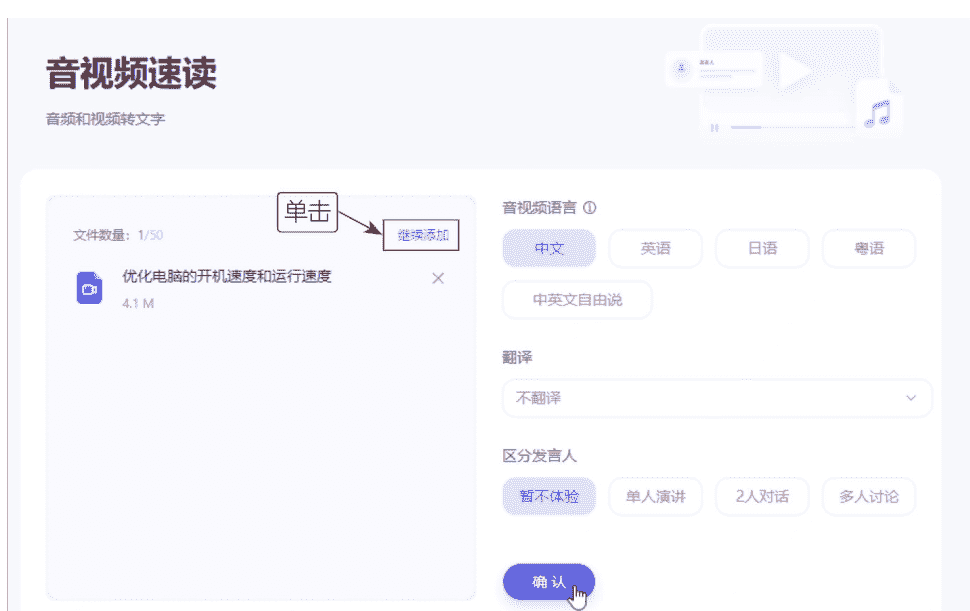 音视频速读
音频和视频转文字
单击
文件数量：1/50
继续添加
优化电脑的开机速度和运行速度
4.1 M
音视频语言
中文
英语
日语
粤语
中英文自由说
翻译
不翻译
区分发言人
暂不体验
单人演讲
2人对话
多人讨论
确认